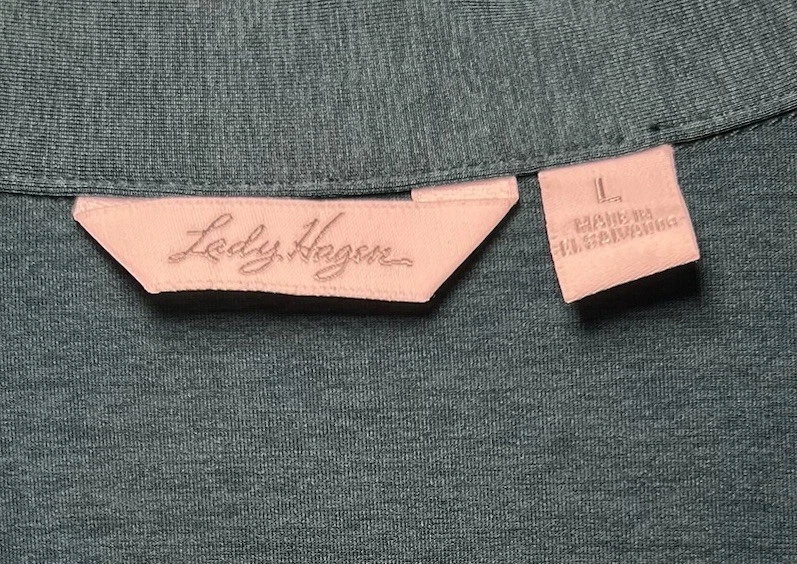 Lady Hagen
L
MADE IN
EL SALVADOR